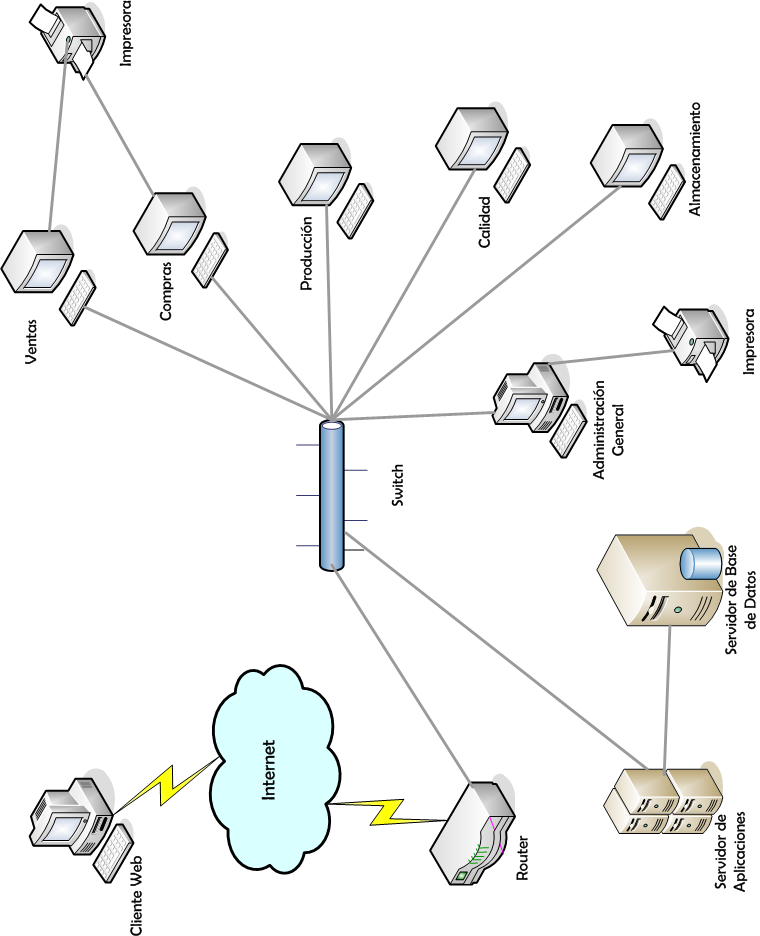 Ventas
Cliente Web
Impresora
Compras
Internet
Producción
Switch
Calidad
Router
Administración
General
Almacenamiento
Servidor de
Aplicaciones
Servidor de Base
de Datos
Impresora